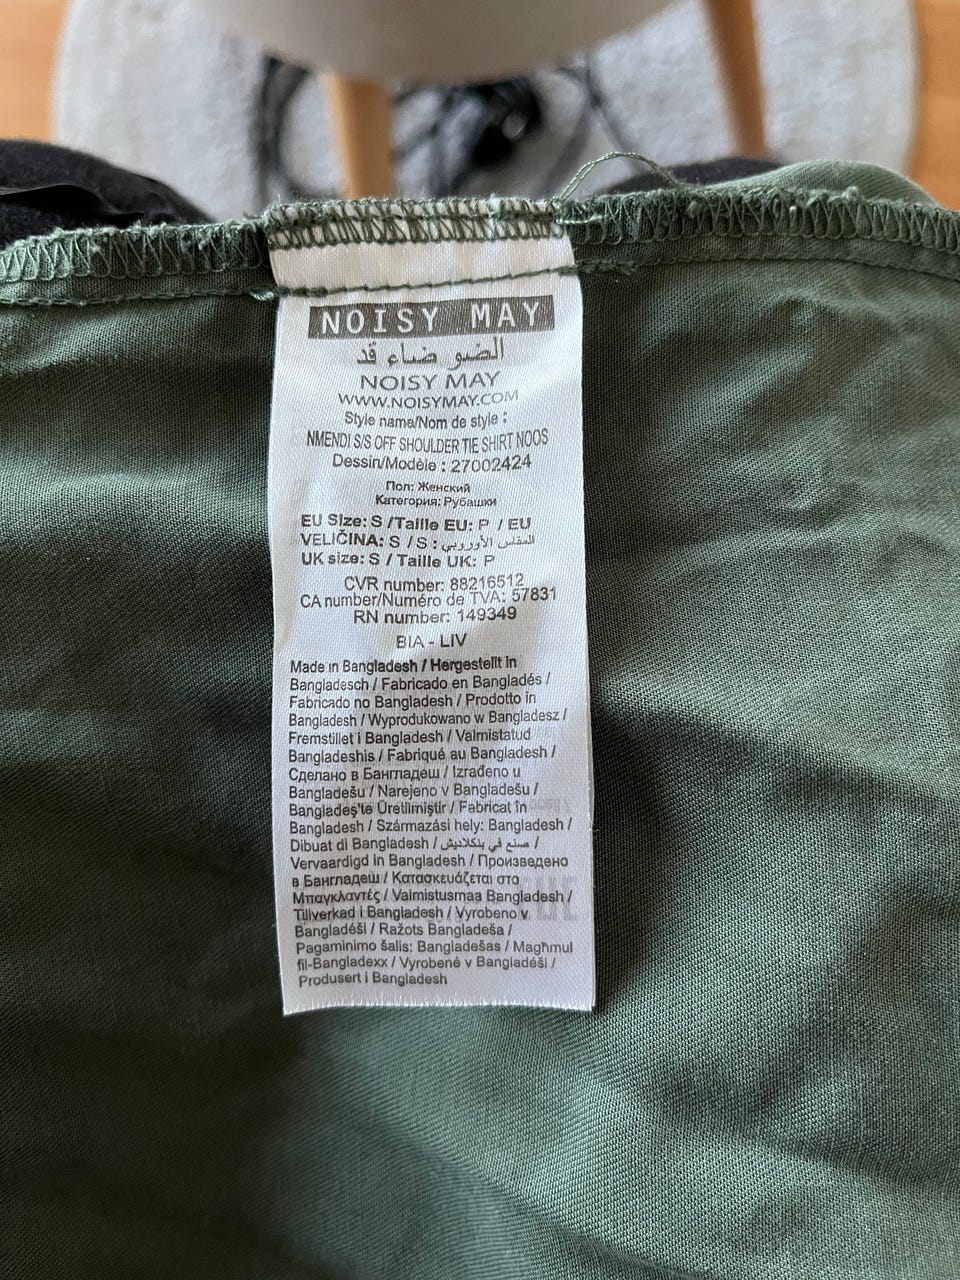 NOISY MAY
الضو ضاء قد
NOISY MAY
WWW.NOISYMAY.COM
Style name/Nom de style :
NMENDI S/S OFF SHOULDER TIE SHIRT NOOS
Dessin/Modèle : 27002424
Пол: Женский
Категория: Рубашки
EU Size: S /Taille EU: P / EU
VELIČINA: S / S : المقاس الأوروبي
UK size: S / Taille UK: P
CVR number: 88216512
CA number/Numéro de TVA: 57831
RN number: 149349
BIA - LIV
Made in Bangladesh / Hergestellt in
Bangladesch / Fabricado en Bangladés /
Fabricado no Bangladesh / Prodotto in
Bangladesh / Wyprodukowano w Bangladesz /
Fremstillet i Bangladesh / Valmistatud
Bangladeshis / Fabriqué au Bangladesh /
Сделано в Бангладеш / Izrađeno u
Bangladešu / Narejeno v Bangladešu /
Bangladeş'te Üretilmiştir / Fabricat în
Bangladesh / Származási hely: Bangladesh /
Dibuat di Bangladesh / صنع في بنكلاديش /
Vervaardigd in Bangladesh / Произведено
в Бангладеш / Κατασκευάζεται στο
Μπαγκλαντές / Valmistusmaa Bangladesh /
Tillverkad i Bangladesh / Vyrobeno v
Bangladéši / Ražots Bangladeša /
Pagaminimo šalis: Bangladešas / Magħmul
fil-Bangladexx / Vyrobené v Bangladéši /
Produsert i Bangladesh